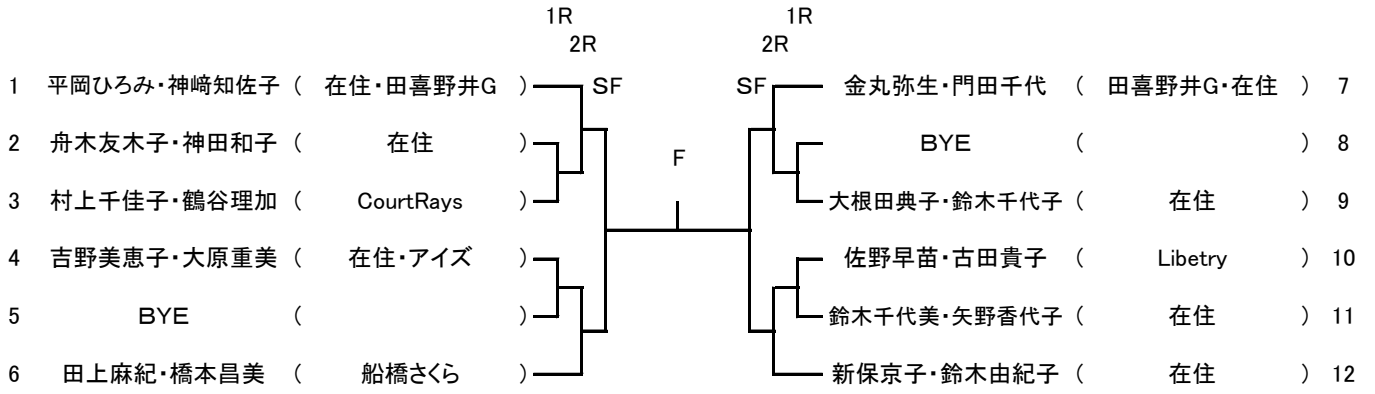 1R 1R
2R 2R
1 平岡ひろみ・神﨑知佐子 ( 在住・田喜野井G ) SF SF 金丸弥生・門田千代 ( 田喜野井G・在住 ) 7
2 舟木友木子・神田和子 ( 在住 ) BYE ( ) 8
F
3 村上千佳子・鶴谷理加 ( CourtRays ) 大根田典子・鈴木千代子 ( 在住 ) 9
4 吉野美恵子・大原重美 ( 在住・アイズ ) 佐野早苗・古田貴子 ( Libetry ) 10
5 BYE ( ) 鈴木千代美・矢野香代子 ( 在住 ) 11
6 田上麻紀・橋本昌美 ( 船橋さくら ) 新保京子・鈴木由紀子 ( 在住 ) 12